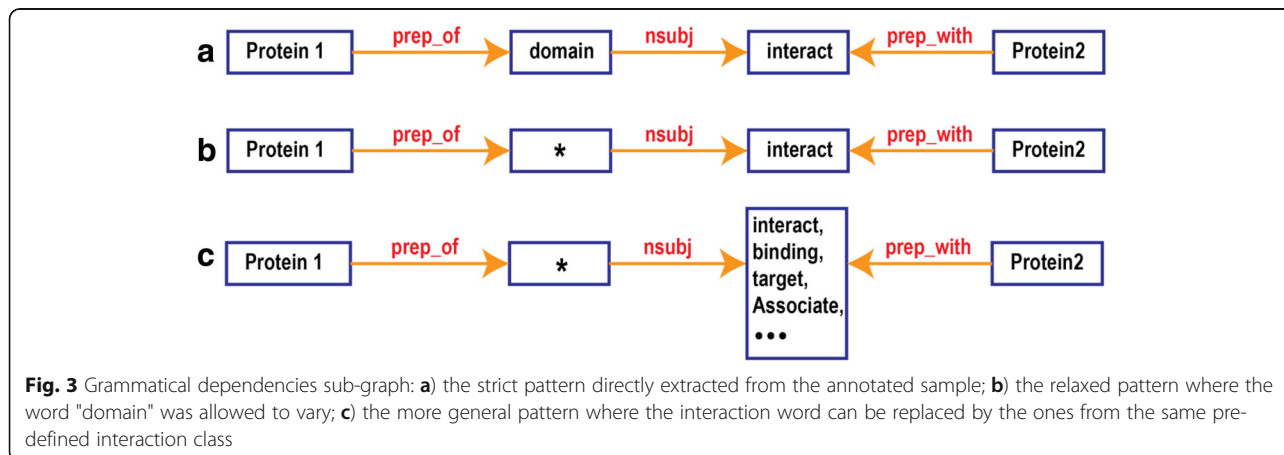 a Protein 1 prep_of domain nsubj interact prep_with Protein2
b Protein 1 prep_of * nsubj interact prep_with Protein2
c Protein 1 prep_of * nsubj interact, prep_with Protein2
binding,
target,
Associate,
•••
Fig. 3 Grammatical dependencies sub-graph: a) the strict pattern directly extracted from the annotated sample; b) the relaxed pattern where the
word "domain" was allowed to vary; c) the more general pattern where the interaction word can be replaced by the ones from the same pre-
defined interaction class